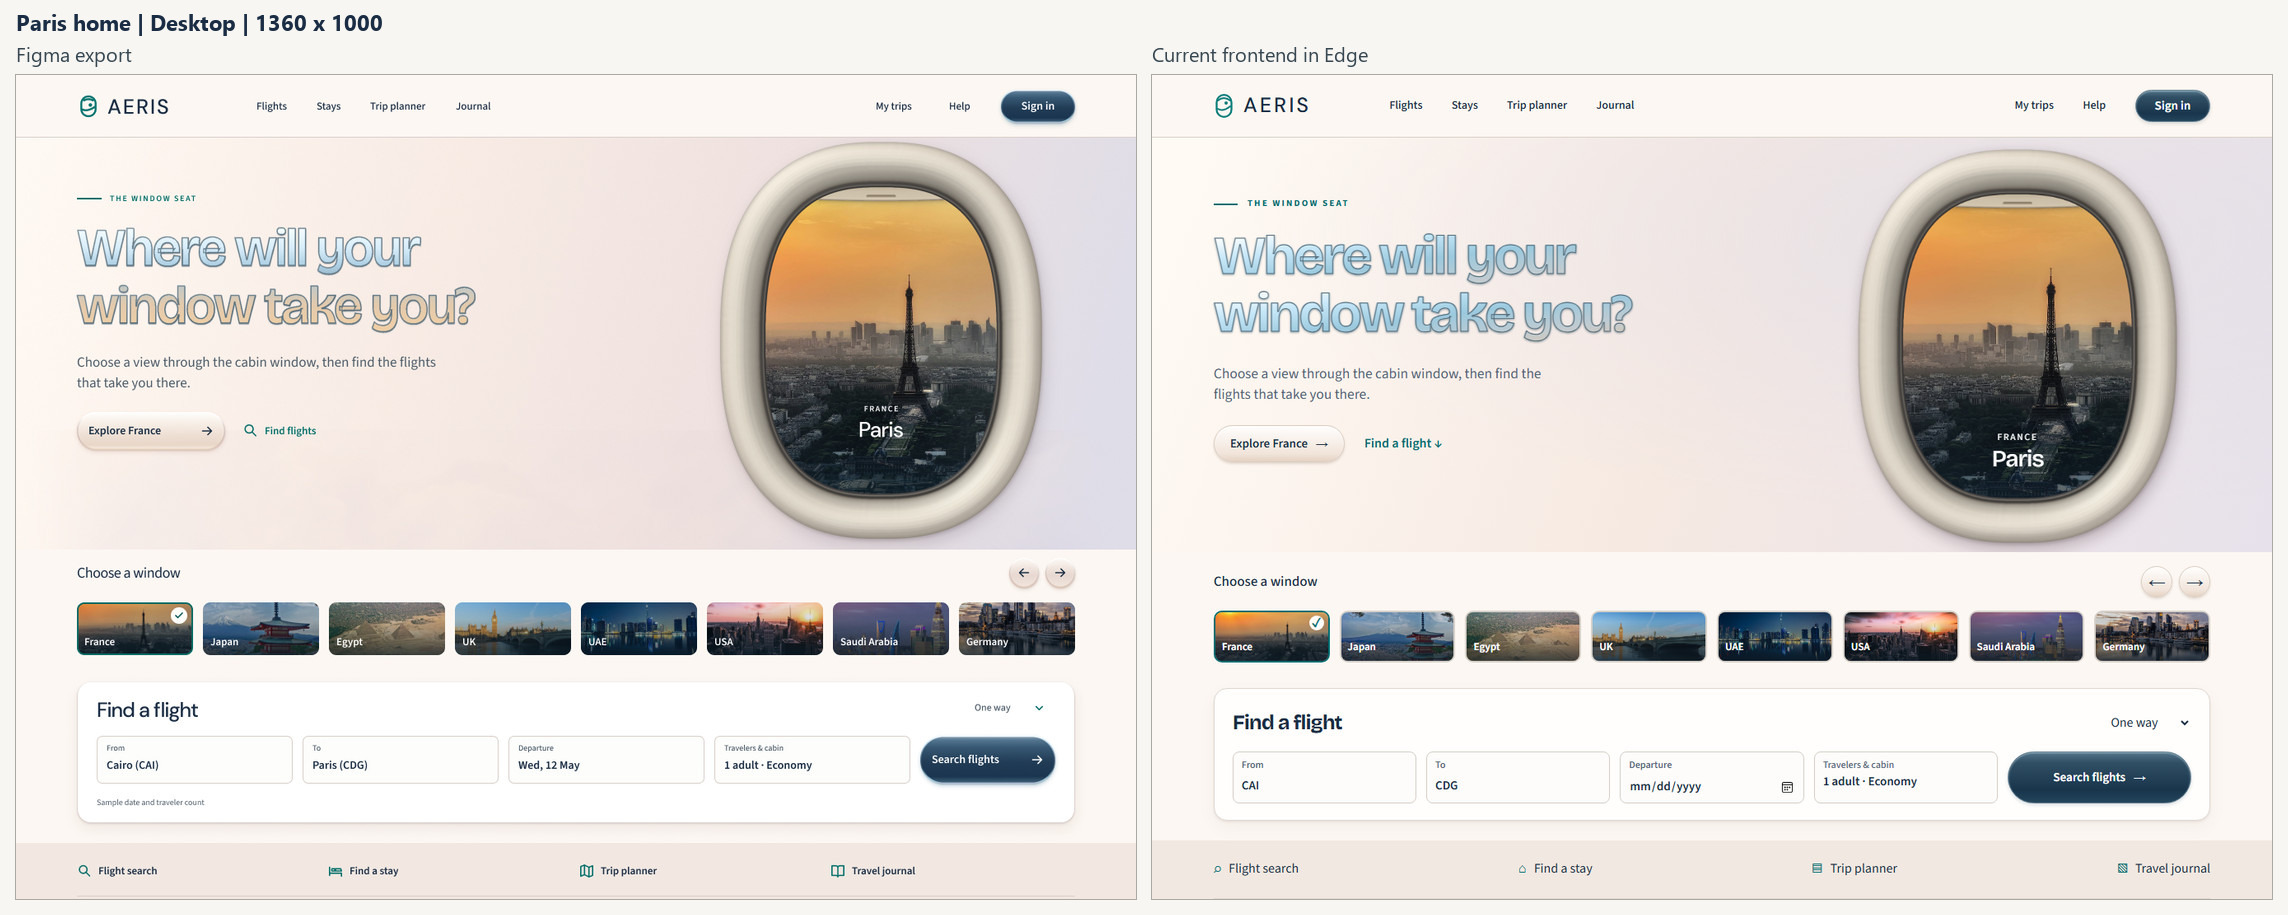 Paris home | Desktop | 1360 x 1000
Figma export
AERIS
Flights
Stays
Trip planner
Journal
My trips
Help
Sign in
THE WINDOW SEAT
Where will your
window take you?
Choose a view through the cabin window, then find the flights
that take you there.
Explore France →
Find flights
FRANCE
Paris
Choose a window
← →
France
Japan
Egypt
UK
UAE
USA
Saudi Arabia
Germany
Find a flight
One way
From
Cairo (CAI)
To
Paris (CDG)
Departure
Wed, 12 May
Travelers & cabin
1 adult · Economy
Search flights →
Sample date and traveler count
Flight search
Find a stay
Trip planner
Travel journal
Current frontend in Edge
AERIS
Flights
Stays
Trip planner
Journal
My trips
Help
Sign in
THE WINDOW SEAT
Where will your
window take you?
Choose a view through the cabin window, then find the
flights that take you there.
Explore France →
Find a flight ↓
FRANCE
Paris
Choose a window
← →
France
Japan
Egypt
UK
UAE
USA
Saudi Arabia
Germany
Find a flight
One way
From
CAI
To
CDG
Departure
mm/dd/yyyy
Travelers & cabin
1 adult · Economy
Search flights →
Flight search
Find a stay
Trip planner
Travel journal